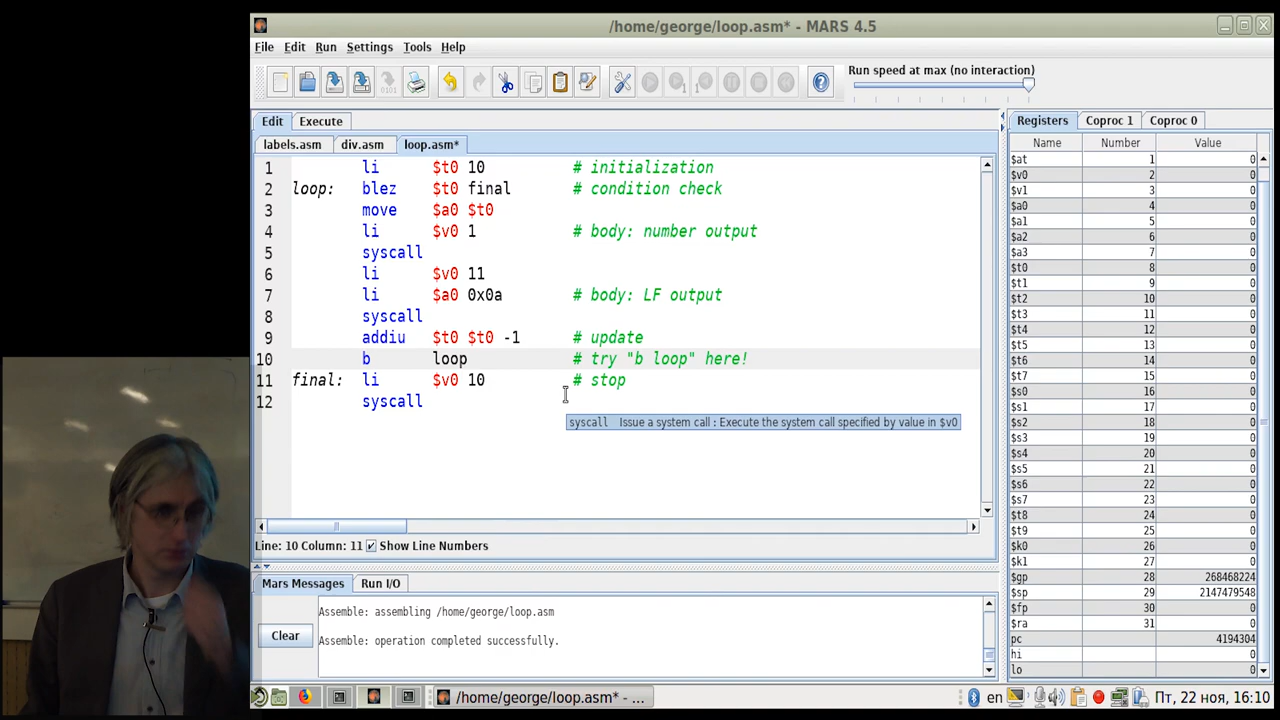 /home/george/loop.asm* - MARS 4.5
File Edit Run Settings Tools Help
Run speed at max (no interaction)
Edit Execute
labels.asm div.asm loop.asm*
1 li $t0 10 # initialization
2 loop: blez $t0 final # condition check
3 move $a0 $t0
4 li $v0 1 # body: number output
5 syscall
6 li $v0 11
7 li $a0 0x0a # body: LF output
8 syscall
9 addiu $t0 $t0 -1 # update
10 b loop # try "b loop" here!
11 final: li $v0 10 # stop
12 syscall
syscall Issue a system call : Execute the system call specified by value in $v0
Line: 10 Column: 11 Show Line Numbers
Mars Messages Run I/O
Assemble: assembling /home/george/loop.asm
Assemble: operation completed successfully.
Clear
Registers Coproc 1 Coproc 0
Name Number Value
$at 1 0
$v0 2 0
$v1 3 0
$a0 4 0
$a1 5 0
$a2 6 0
$a3 7 0
$t0 8 0
$t1 9 0
$t2 10 0
$t3 11 0
$t4 12 0
$t5 13 0
$t6 14 0
$t7 15 0
$s0 16 0
$s1 17 0
$s2 18 0
$s3 19 0
$s4 20 0
$s5 21 0
$s6 22 0
$s7 23 0
$t8 24 0
$t9 25 0
$k0 26 0
$k1 27 0
$gp 28 268468224
$sp 29 2147479548
$fp 30 0
$ra 31 0
pc 4194304
hi 0
lo 0
/home/george/loop.asm* - ...
en Пт, 22 ноя, 16:10